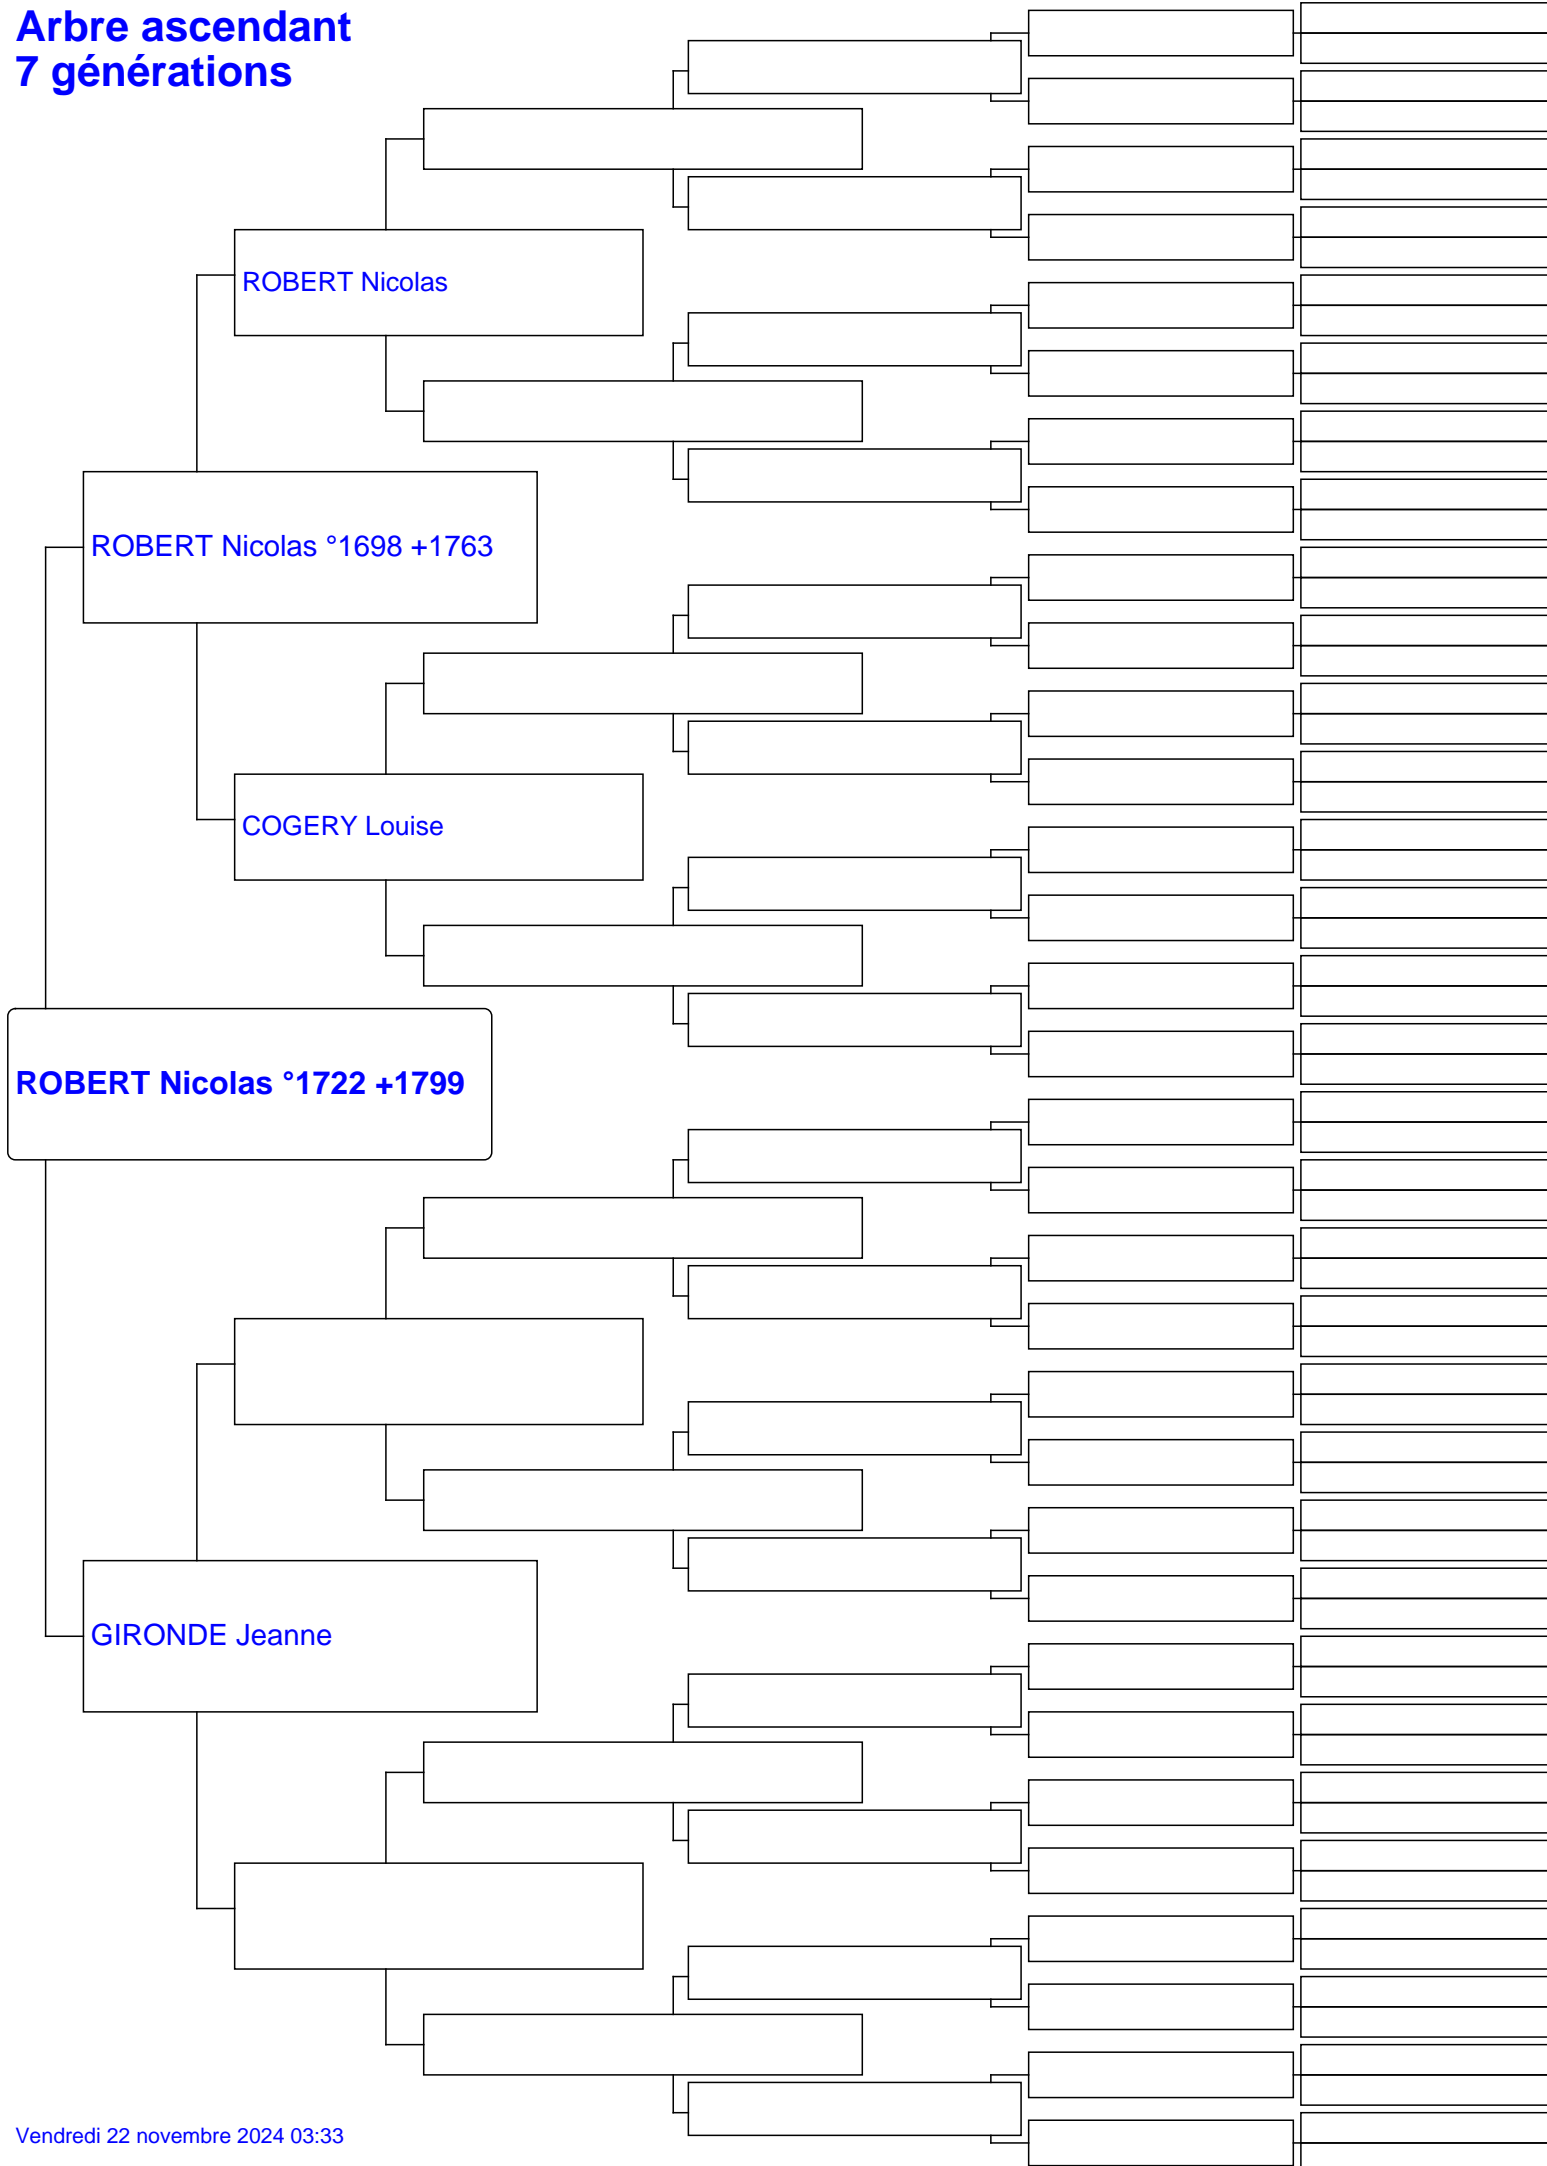 Arbre ascendant
7 générations
ROBERT Nicolas
ROBERT Nicolas °1698 +1763
COGERY Louise
ROBERT Nicolas °1722 +1799
GIRONDE Jeanne
Vendredi 22 novembre 2024 03:33